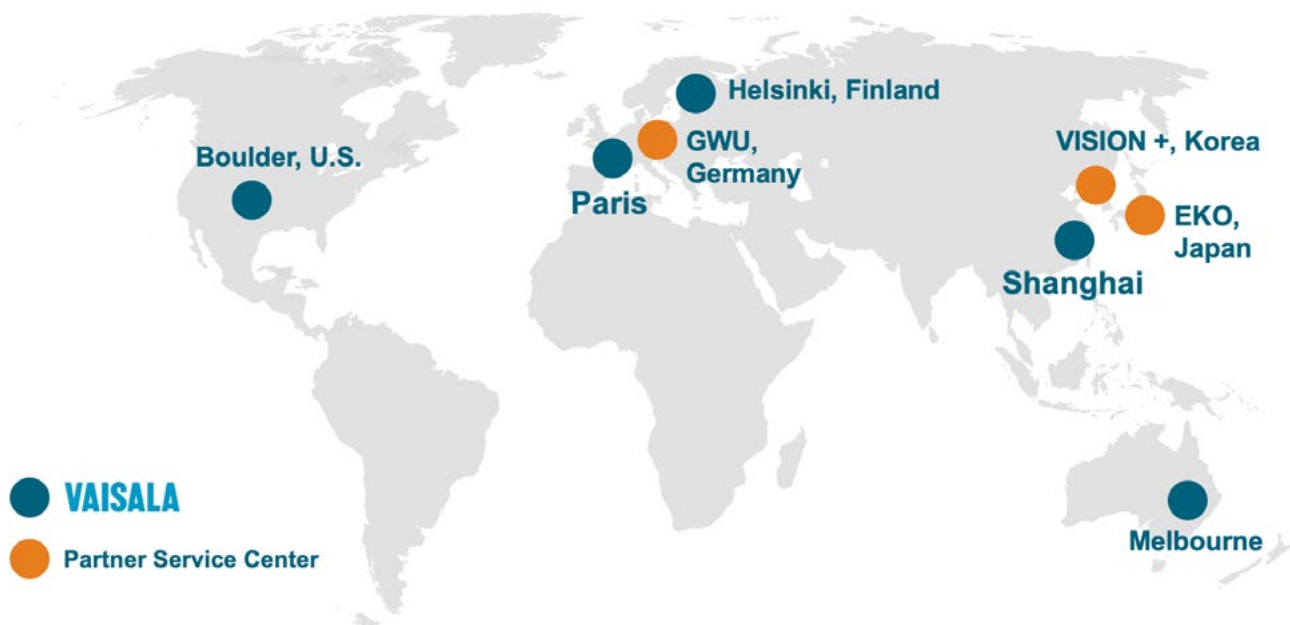 Helsinki, Finland
Boulder, U.S.
GWU,
Germany
VISION +, Korea
Paris
EKO,
Japan
Shanghai
VAISALA
Melbourne
Partner Service Center